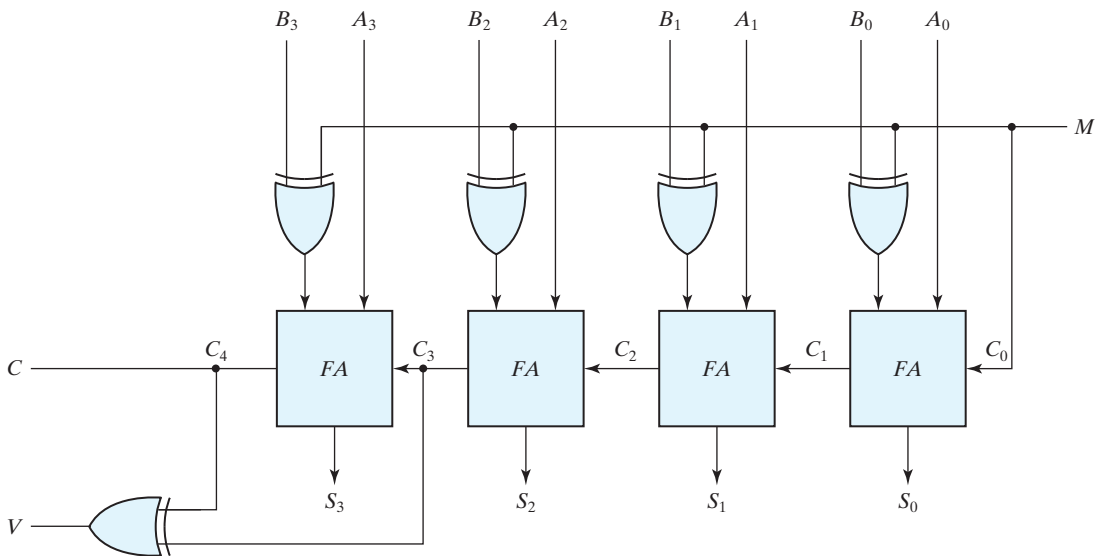 B3 A3 B2 A2 B1 A1 B0 A0
M
C4 C3 C2 C1 C0
C FA FA FA FA
S3 S2 S1 S0
V